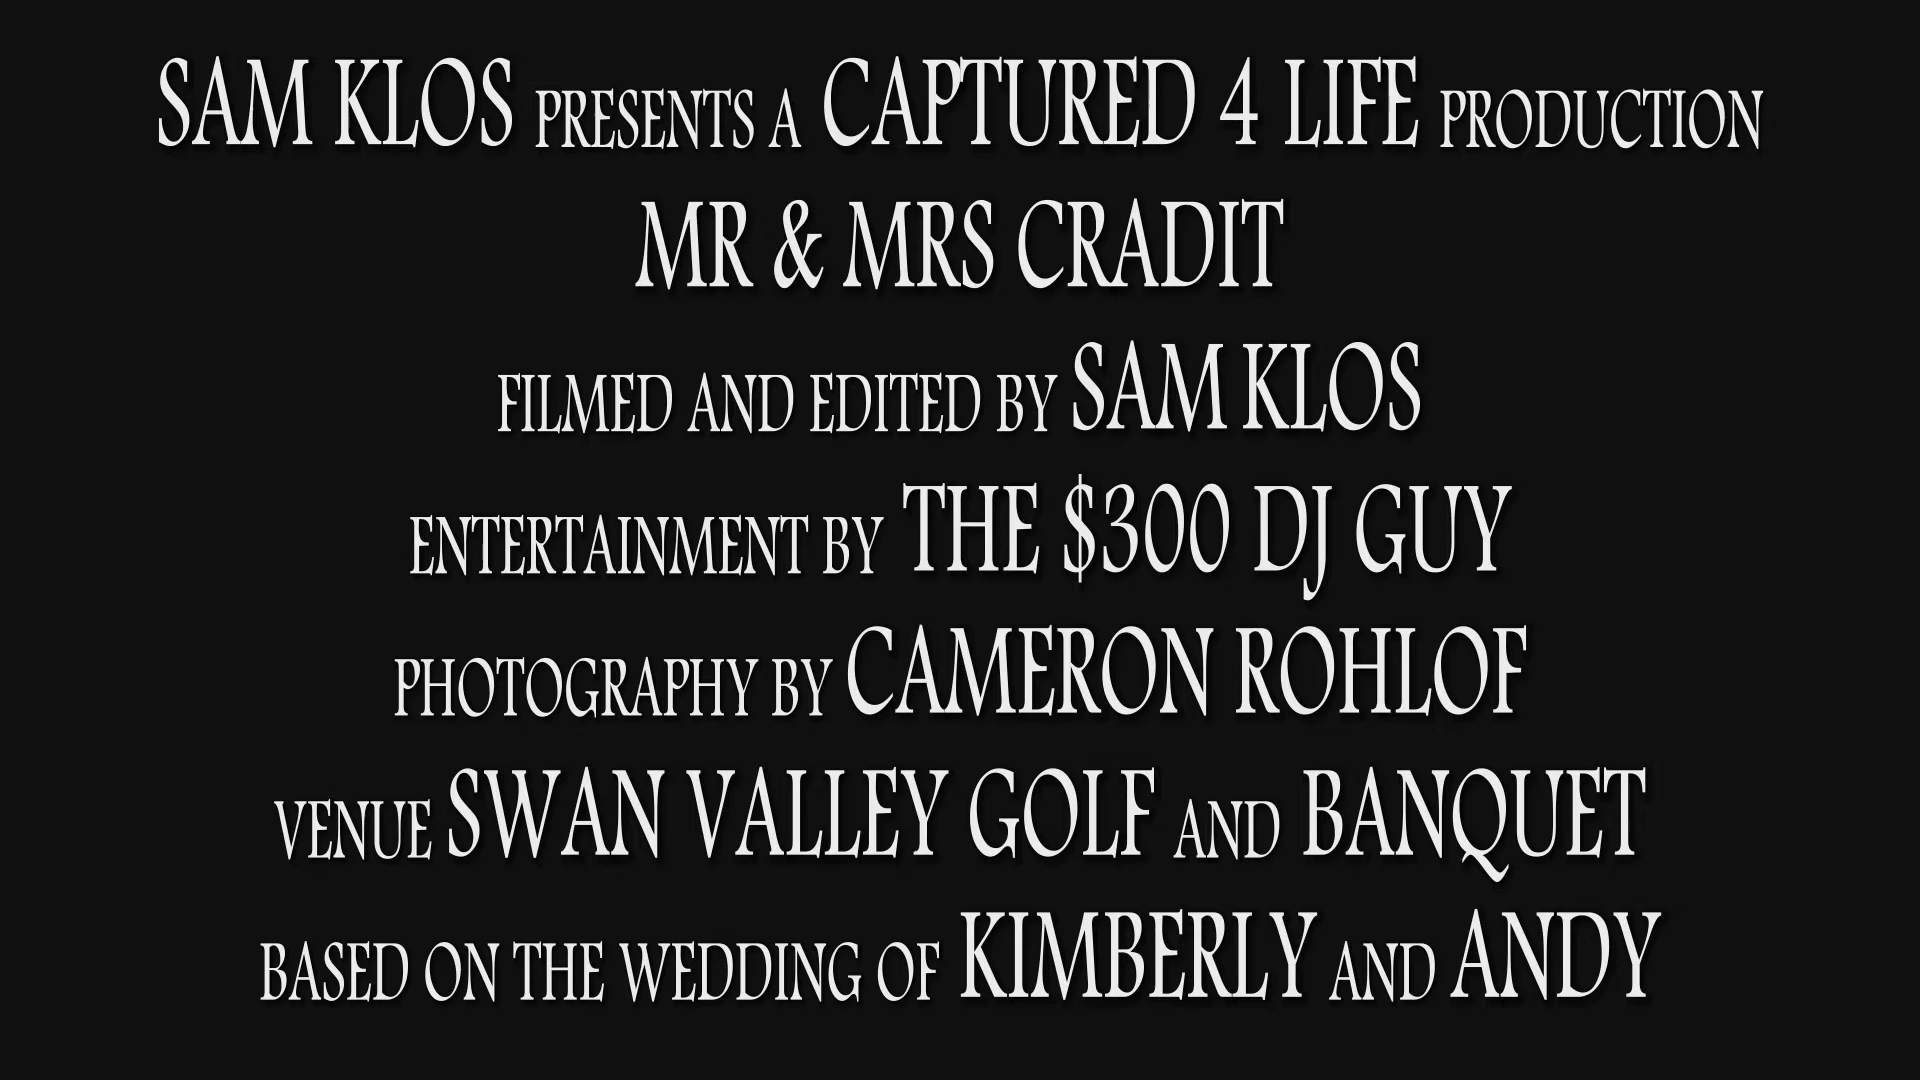 SAM KLOS PRESENTS A CAPTURED 4 LIFE PRODUCTION
MR & MRS CRADIT
FILMED AND EDITED BY SAM KLOS
ENTERTAINMENT BY THE $300 DJ GUY
PHOTOGRAPHY BY CAMERON ROHLOF
VENUE SWAN VALLEY GOLF AND BANQUET
BASED ON THE WEDDING OF KIMBERLY AND ANDY